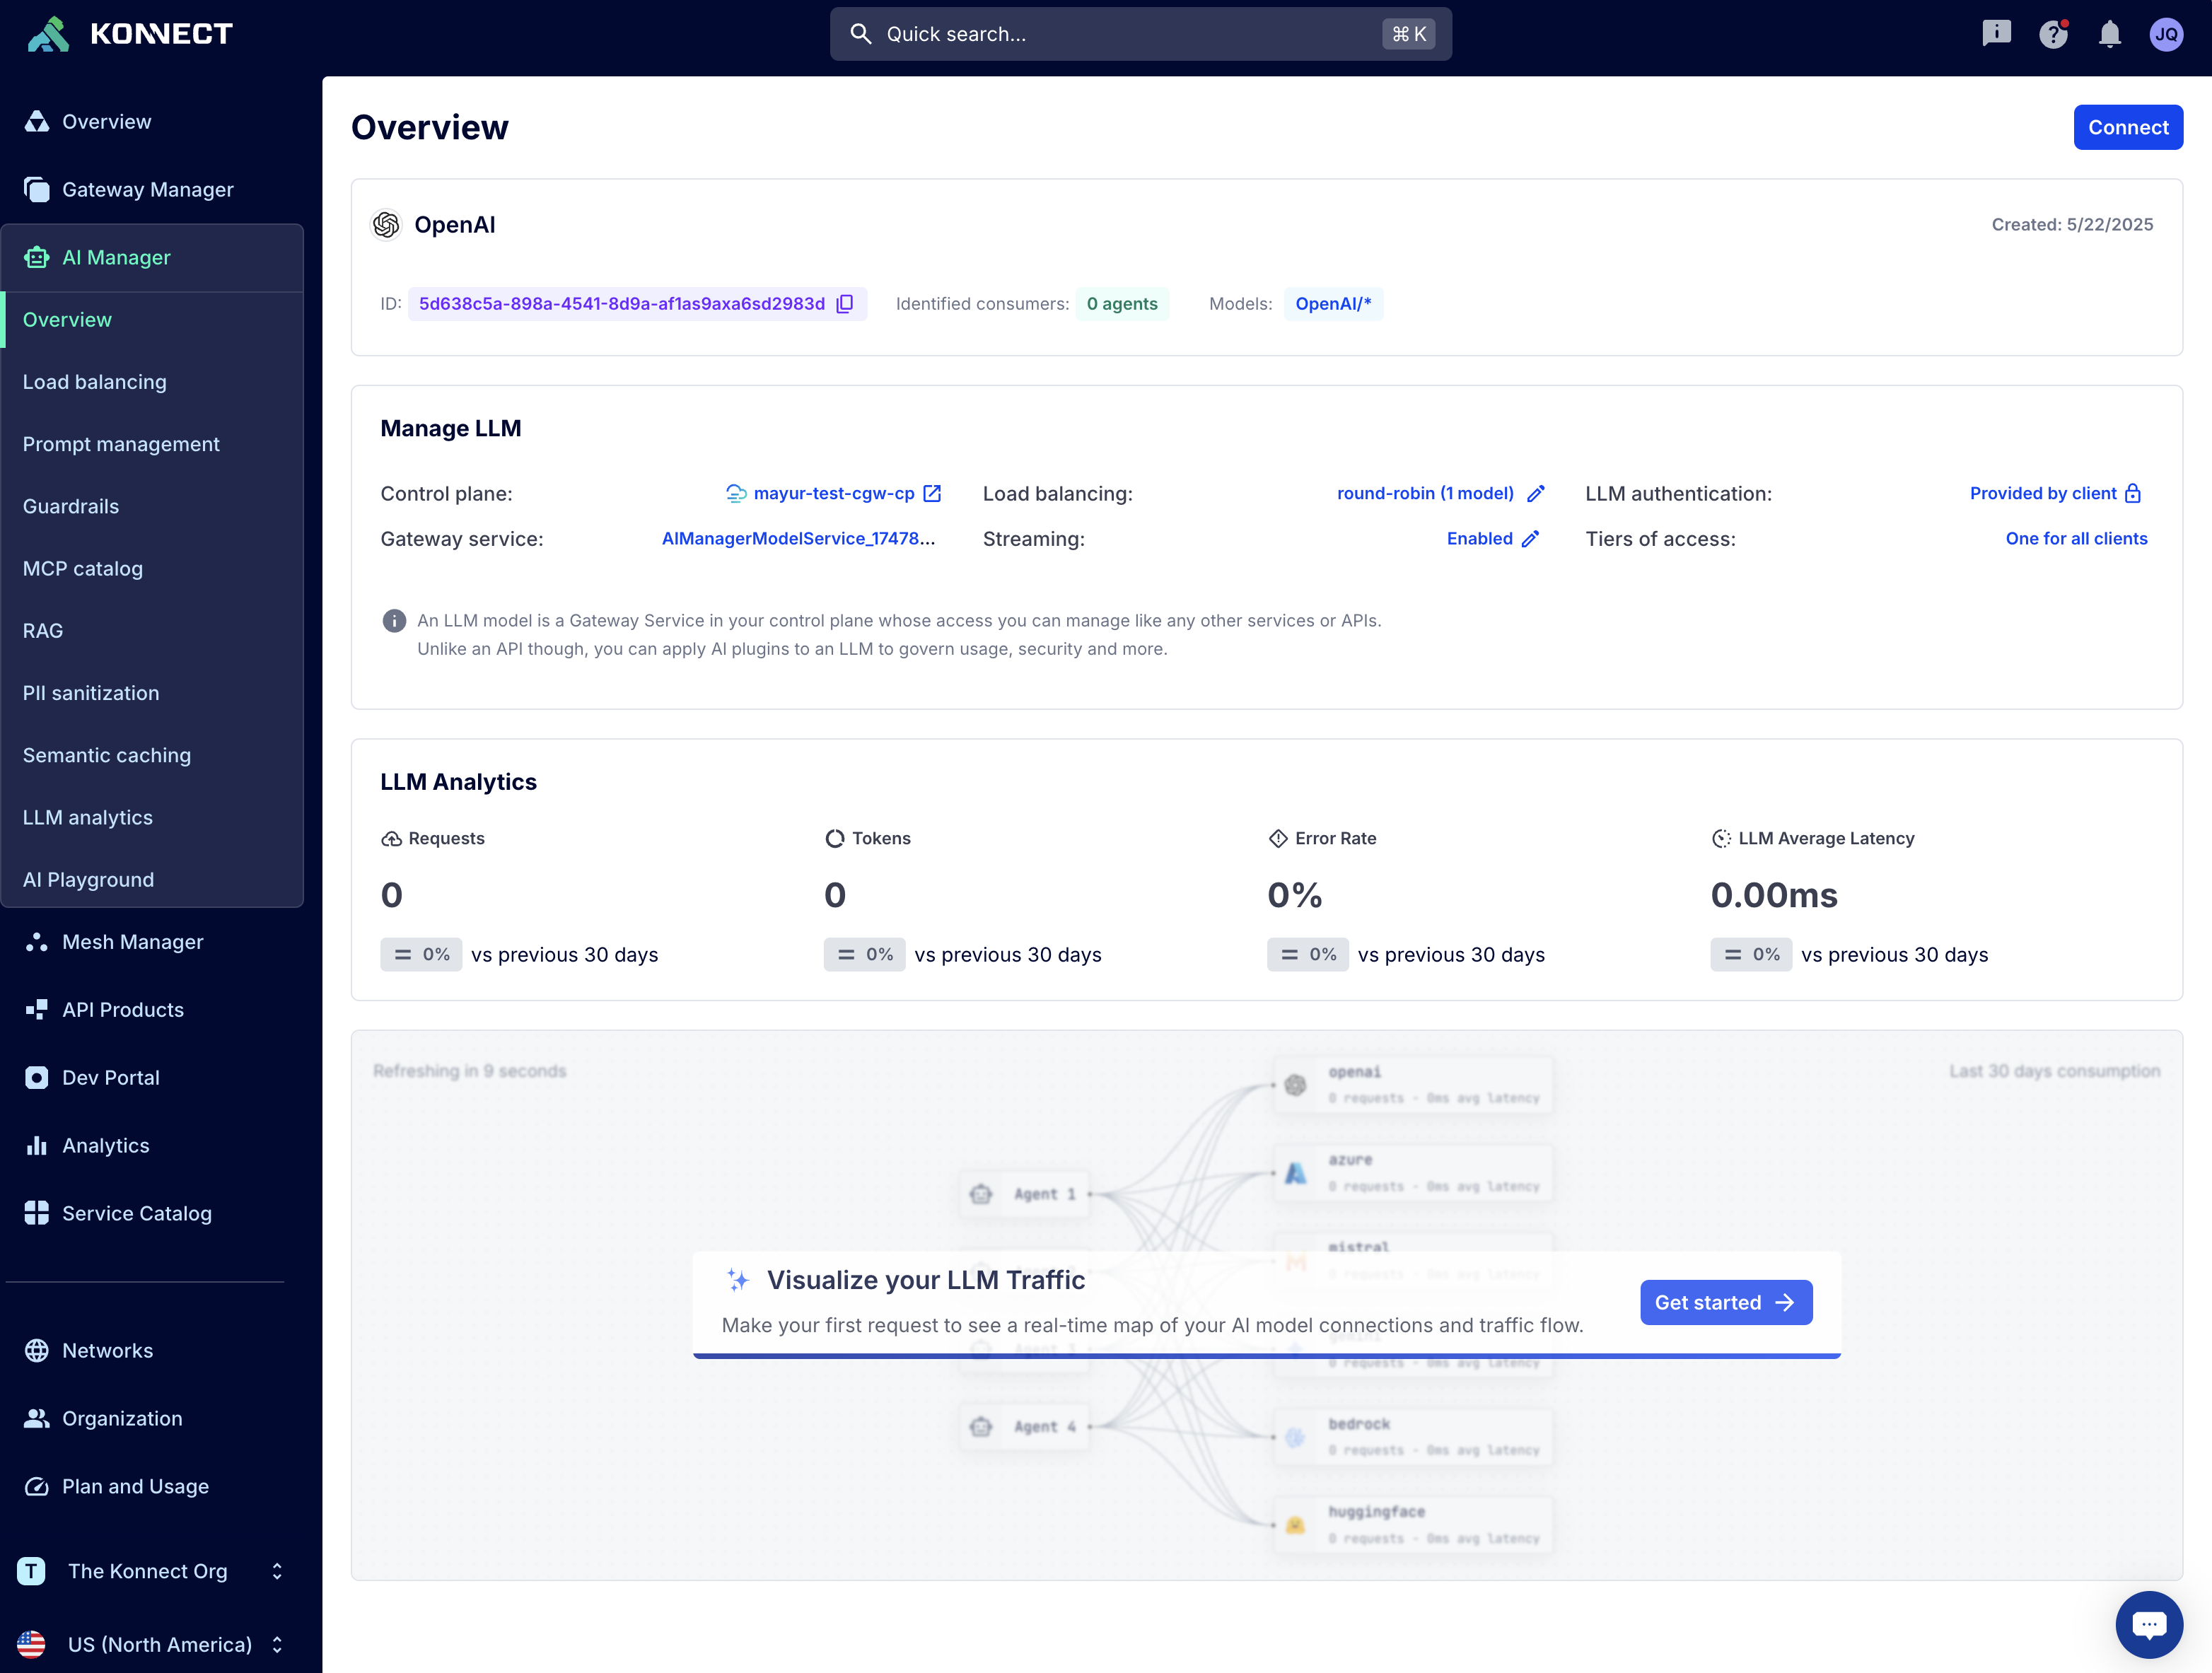 KONNECT
Quick search...
⌘ K
JQ
Overview
Gateway Manager
AI Manager
Overview
Load balancing
Prompt management
Guardrails
MCP catalog
RAG
PII sanitization
Semantic caching
LLM analytics
AI Playground
Mesh Manager
API Products
Dev Portal
Analytics
Service Catalog
Networks
Organization
Plan and Usage
T The Konnect Org
US (North America)
Overview
Connect
OpenAI
Created: 5/22/2025
ID: 5d638c5a-898a-4541-8d9a-af1as9axa6sd2983d Identified consumers: 0 agents Models: OpenAI/*
Manage LLM
Control plane: mayur-test-cgw-cp Load balancing: round-robin (1 model) LLM authentication: Provided by client
Gateway service: AIManagerModelService_17478... Streaming: Enabled Tiers of access: One for all clients
An LLM model is a Gateway Service in your control plane whose access you can manage like any other services or APIs.
Unlike an API though, you can apply AI plugins to an LLM to govern usage, security and more.
LLM Analytics
Requests Tokens Error Rate LLM Average Latency
0 0 0% 0.00ms
= 0% vs previous 30 days = 0% vs previous 30 days = 0% vs previous 30 days = 0% vs previous 30 days
Refreshing in 9 seconds
Last 30 days consumption
openai
0 requests - 0ms avg latency
azure
0 requests - 0ms avg latency
Agent 1
mistral
Visualize your LLM Traffic
Make your first request to see a real-time map of your AI model connections and traffic flow.
Get started
0 requests - 0ms avg latency
Agent 4
bedrock
0 requests - 0ms avg latency
huggingface
0 requests - 0ms avg latency